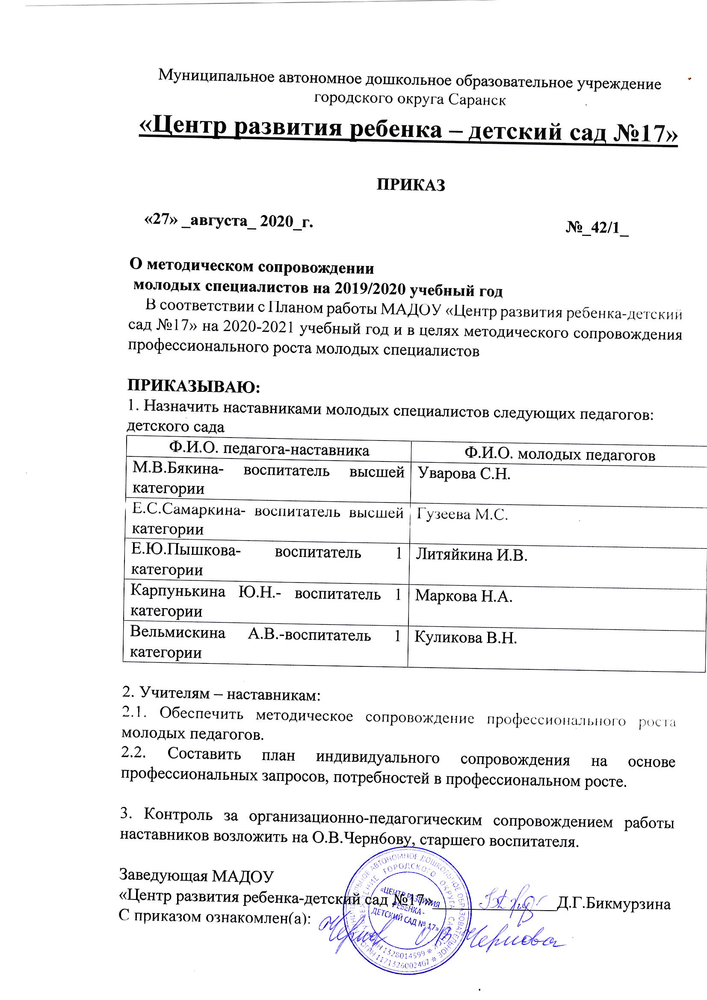 Муниципальное автономное дошкольное образовательное учреждение
городского округа Саранск
«Центр развития ребенка – детский сад №17»
ПРИКАЗ
«27» _августа_ 2020_г. №_42/1_
О методическом сопровождении
молодых специалистов на 2019/2020 учебный год
В соответствии с Планом работы МАДОУ «Центр развития ребенка-детский
сад №17» на 2020-2021 учебный год и в целях методического сопровождения
профессионального роста молодых специалистов
ПРИКАЗЫВАЮ:
1. Назначить наставниками молодых специалистов следующих педагогов:
детского сада
Ф.И.О. педагога-наставника Ф.И.О. молодых педагогов
М.В.Бякина- воспитатель высшей Уварова С.Н.
категории
Е.С.Самаркина- воспитатель высшей Гузеева М.С.
категории
Е.Ю.Пышкова- воспитатель 1 Литяйкина И.В.
категории
Карпунькина Ю.Н.- воспитатель 1 Маркова Н.А.
категории
Вельмискина А.В.-воспитатель 1 Куликова В.Н.
категории
2. Учителям – наставникам:
2.1. Обеспечить методическое сопровождение профессионального роста
молодых педагогов.
2.2. Составить план индивидуального сопровождения на основе
профессиональных запросов, потребностей в профессиональном росте.
3. Контроль за организационно-педагогическим сопровождением работы
наставников возложить на О.В.Черн6ову, старшего воспитателя.
Заведующая МАДОУ
«Центр развития ребенка-детский сад №17»_______________Д.Г.Бикмурзина
С приказом ознакомлен(а): О В Чернова
МУНИЦИПАЛЬНОЕ АВТОНОМНОЕ ДОШКОЛЬНОЕ ОБРАЗОВАТЕЛЬНОЕ
УЧРЕЖДЕНИЕ ГОРОДСКОГО ОКРУГА САРАНСК
«ЦЕНТР РАЗВИТИЯ
РЕБЕНКА -
ДЕТСКИЙ САД № 17»
ИНН 1328014599 *
ОГРН 1171326002407 *